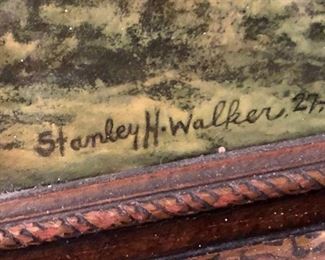 Stanley H. Walker, 27.